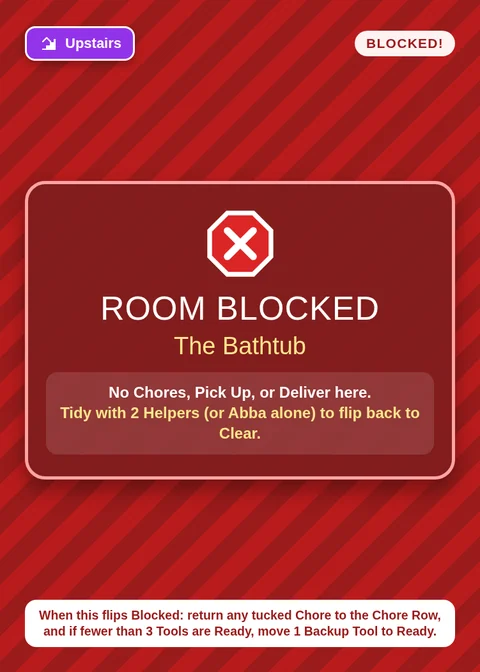 Upstairs
BLOCKED!
ROOM BLOCKED
The Bathtub
No Chores, Pick Up, or Deliver here.
Tidy with 2 Helpers (or Abba alone) to flip back to
Clear.
When this flips Blocked: return any tucked Chore to the Chore Row,
and if fewer than 3 Tools are Ready, move 1 Backup Tool to Ready.